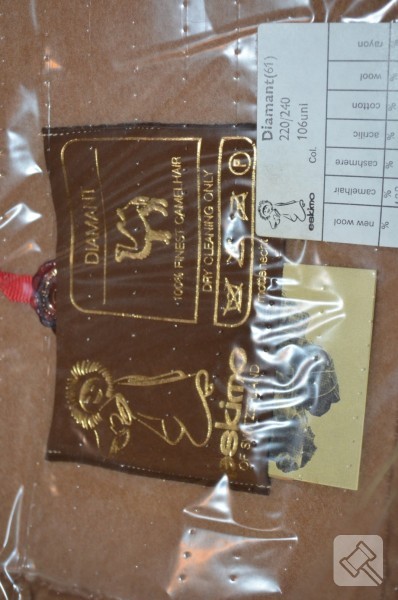 Diamant(61)
220/240
106uni
Col.
eskimo
rayan
wool
cotton
acrilic
cashmere
camelhair
new wool
%
%
%
%
%
%
%
DIAMANT
100% FINEST CAMELHAIR
DRY CLEANING ONLY
P
eskimo